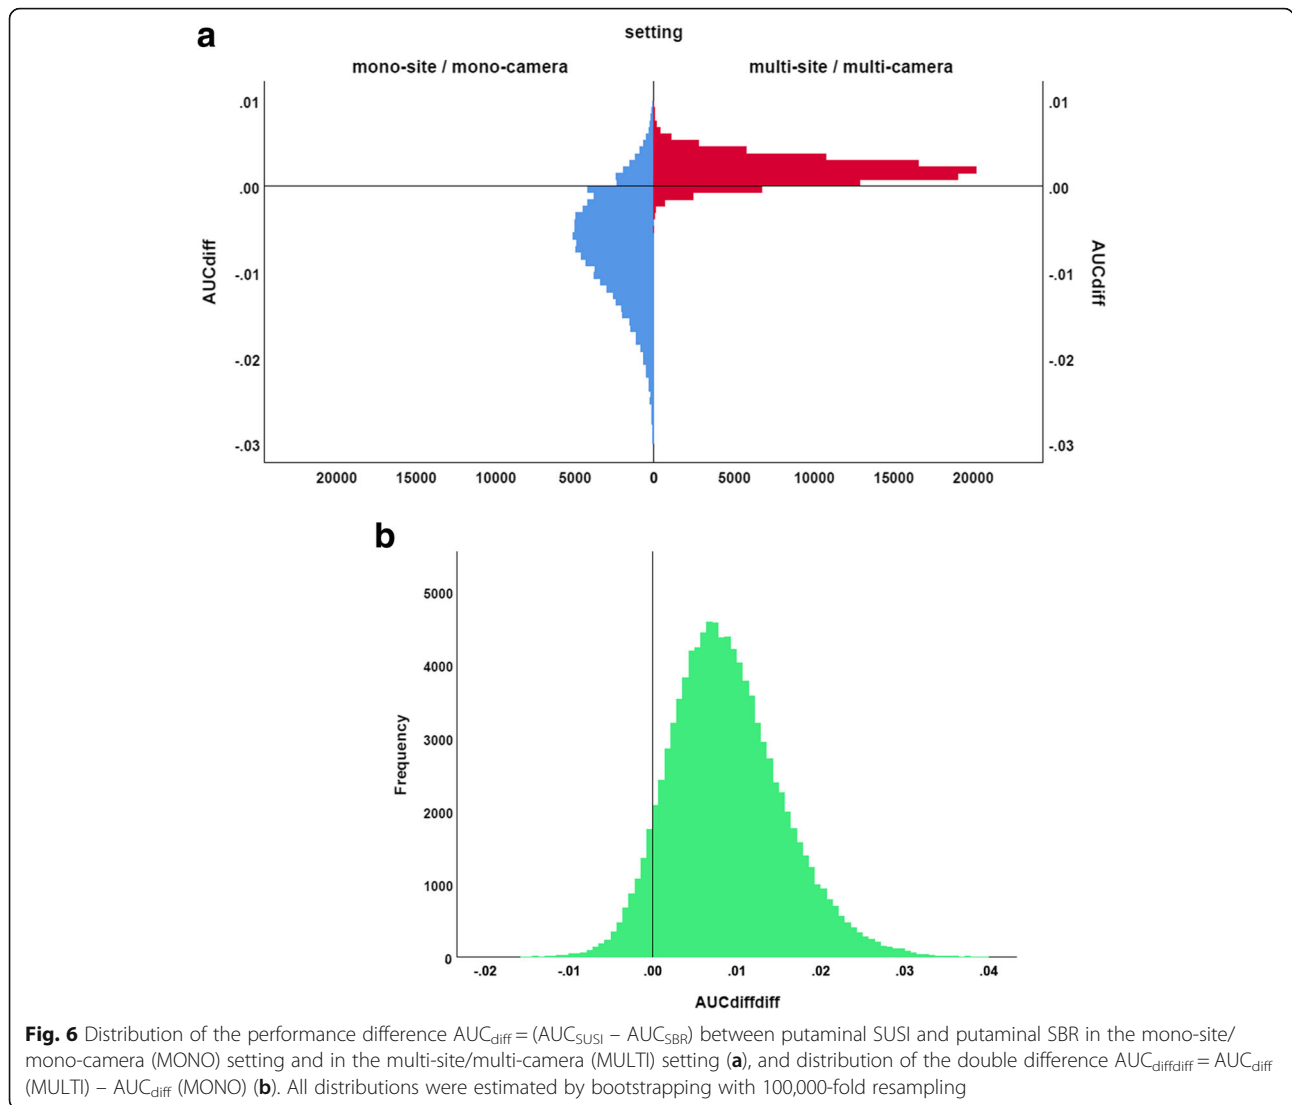 a
setting
mono-site / mono-camera
multi-site / multi-camera
.01
.00
-.01
-.02
-.03
AUCdiff
.01
.00
-.01
-.02
-.03
AUCdiff
20000 15000 10000 5000 0 5000 10000 15000 20000
b
5000
4000
3000
2000
1000
0
Frequency
-.02 -.01 .00 .01 .02 .03 .04
AUCdiffdiff
Fig. 6 Distribution of the performance difference AUCdiff = (AUCSUSI – AUCSBR) between putaminal SUSI and putaminal SBR in the mono-site/
mono-camera (MONO) setting and in the multi-site/multi-camera (MULTI) setting (a), and distribution of the double difference AUCdiffdiff = AUCdiff
(MULTI) – AUCdiff (MONO) (b). All distributions were estimated by bootstrapping with 100,000-fold resampling